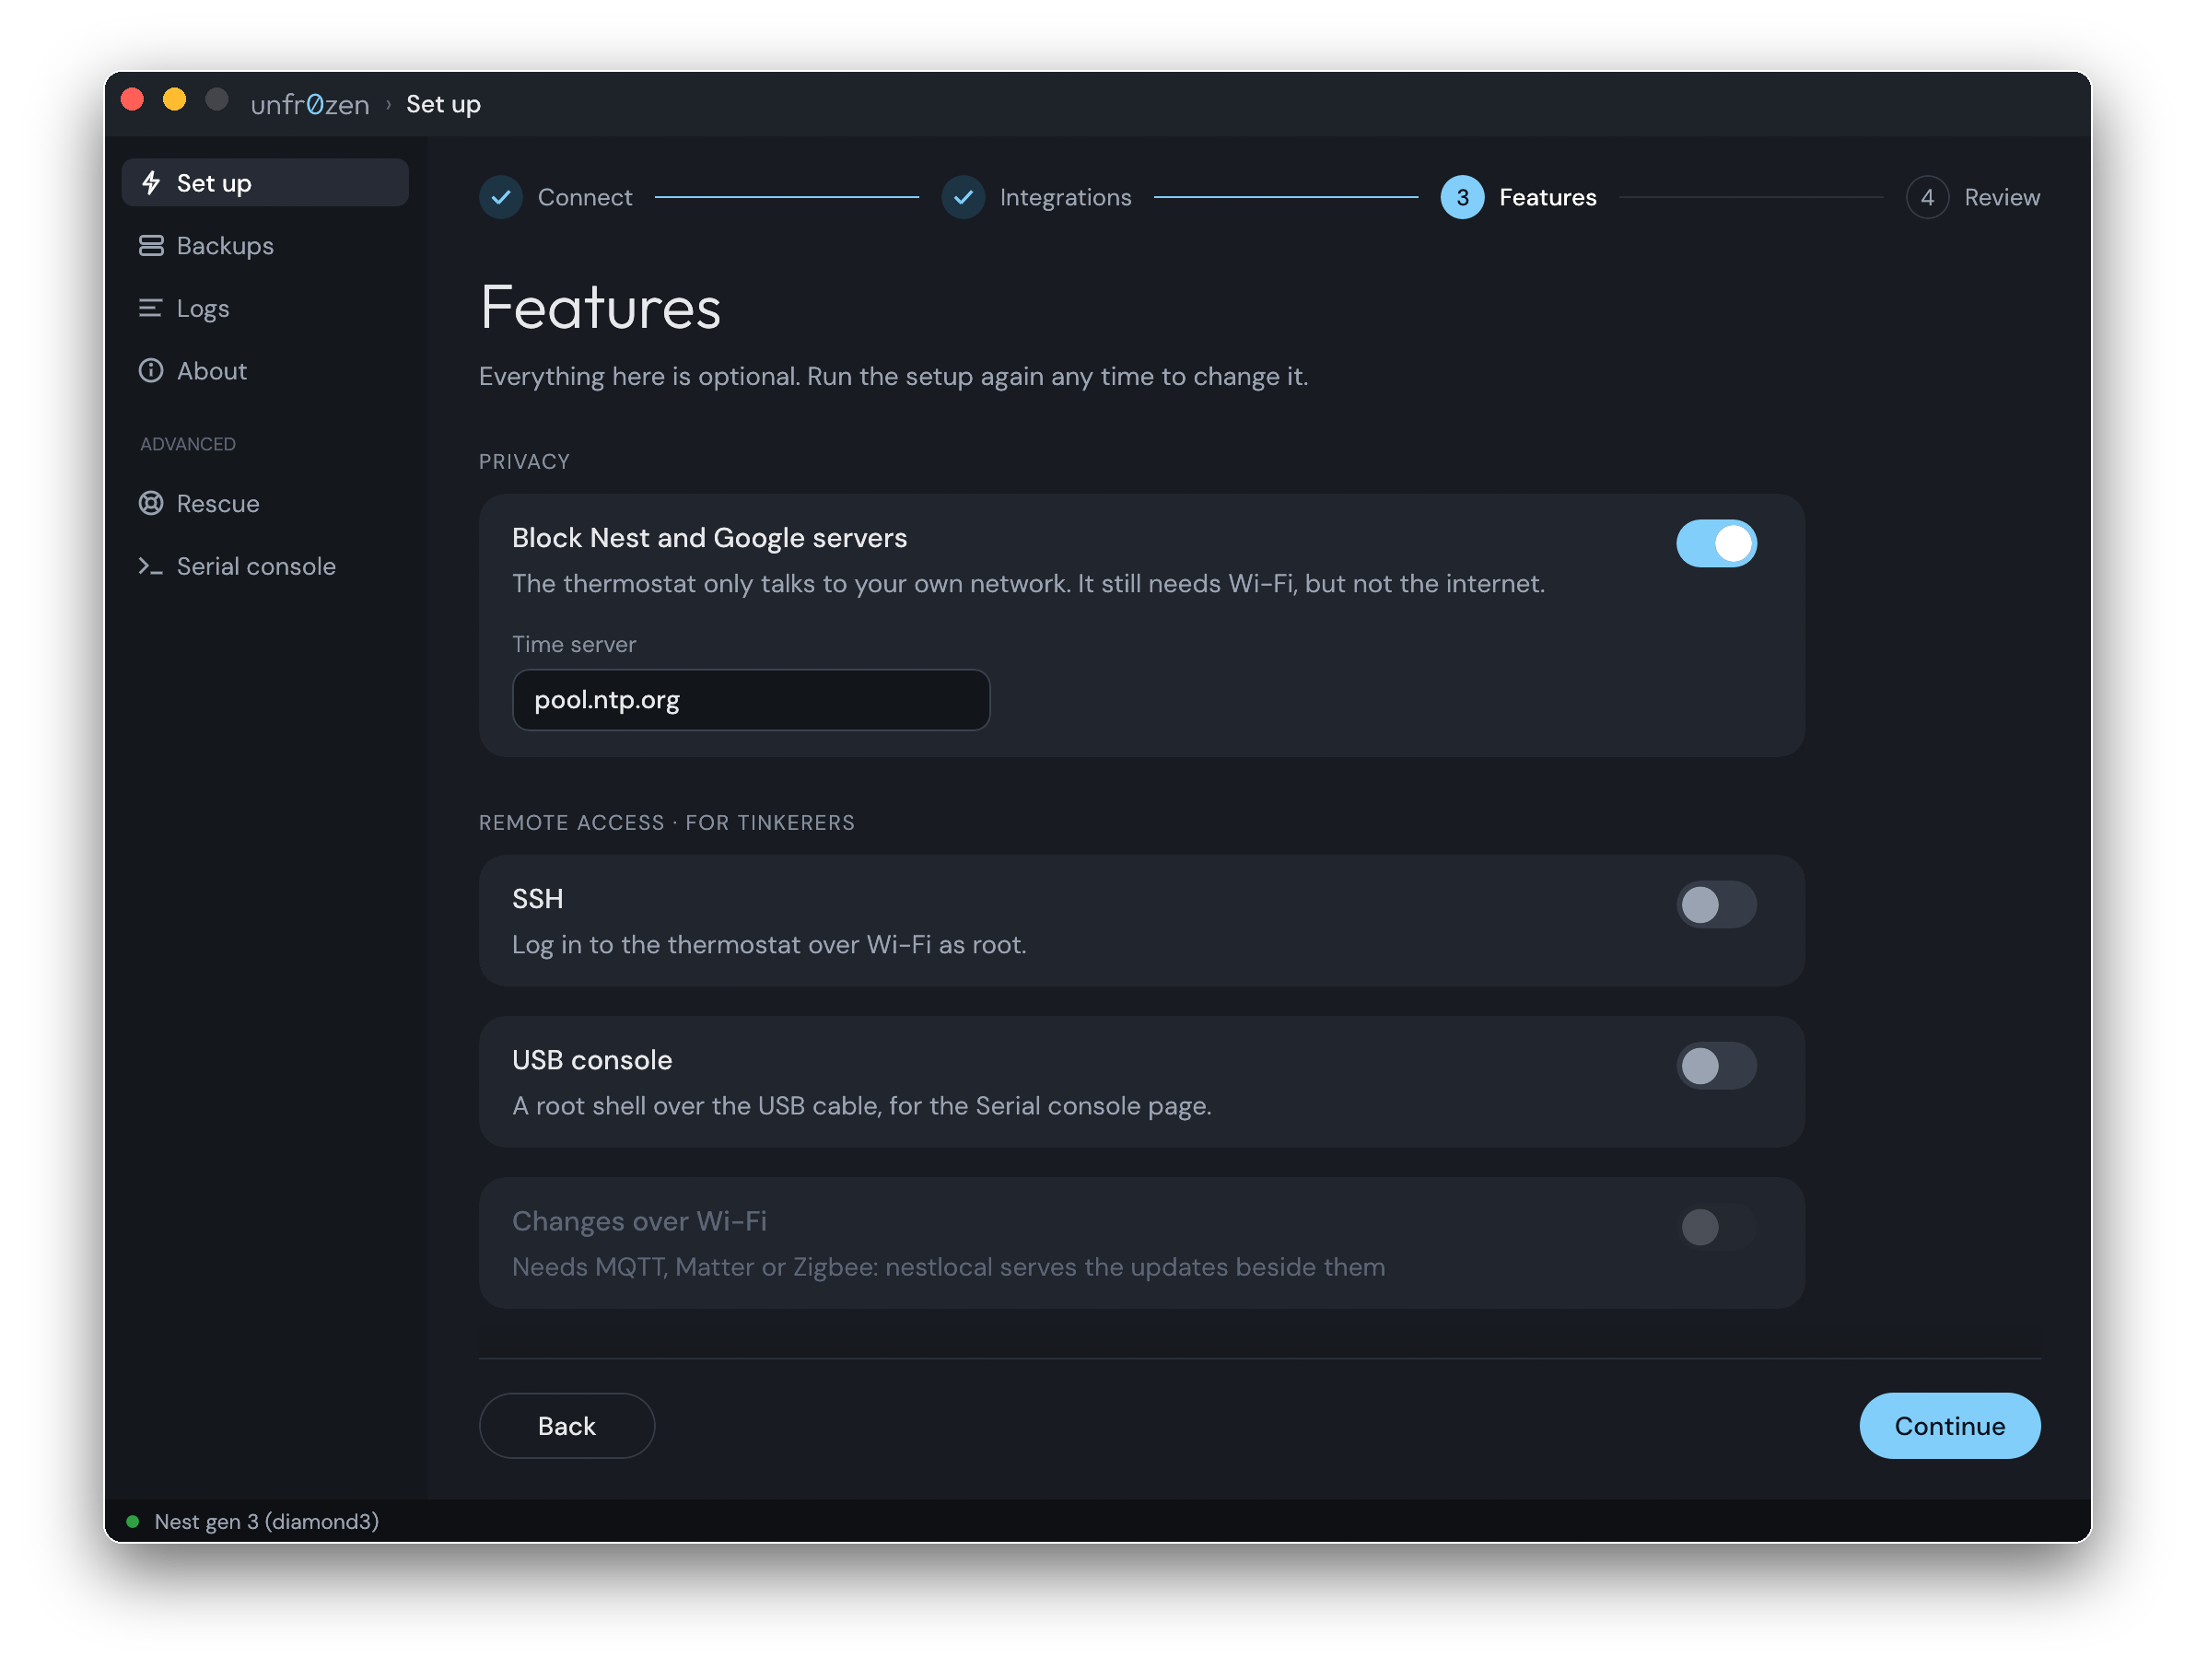 unfr0zen › Set up
Set up
Backups
Logs
About
ADVANCED
Rescue
Serial console
Connect
Integrations
3 Features
4 Review
Features
Everything here is optional. Run the setup again any time to change it.
PRIVACY
Block Nest and Google servers
The thermostat only talks to your own network. It still needs Wi-Fi, but not the internet.
Time server
pool.ntp.org
REMOTE ACCESS · FOR TINKERERS
SSH
Log in to the thermostat over Wi-Fi as root.
USB console
A root shell over the USB cable, for the Serial console page.
Changes over Wi-Fi
Needs MQTT, Matter or Zigbee: nestlocal serves the updates beside them
Back
Continue
Nest gen 3 (diamond3)